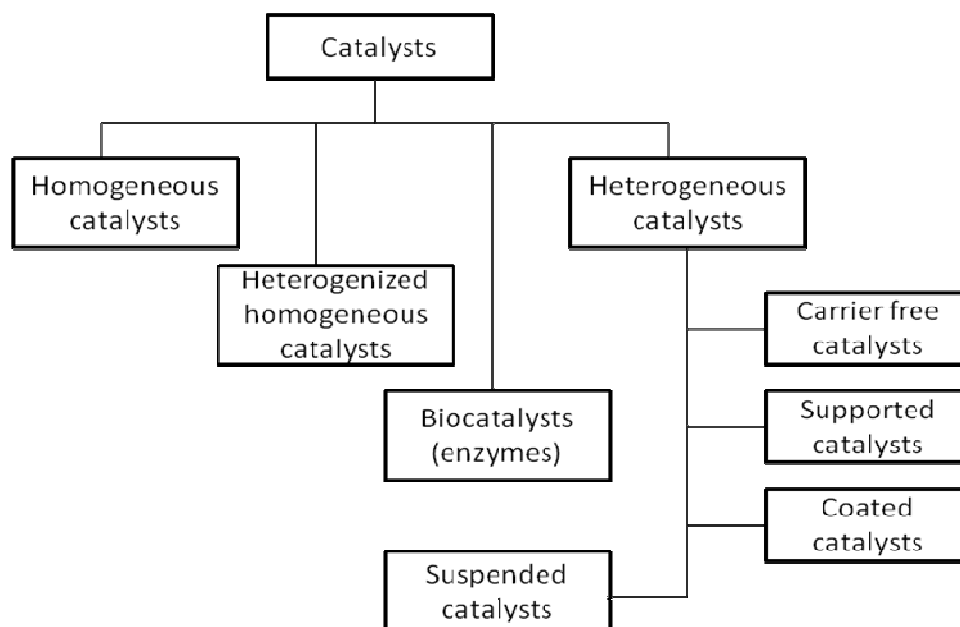 Catalysts
Homogeneous
catalysts
Heterogeneous
catalysts
Heterogenized
homogeneous
catalysts
Carrier free
catalysts
Biocatalysts
(enzymes)
Supported
catalysts
Coated
catalysts
Suspended
catalysts